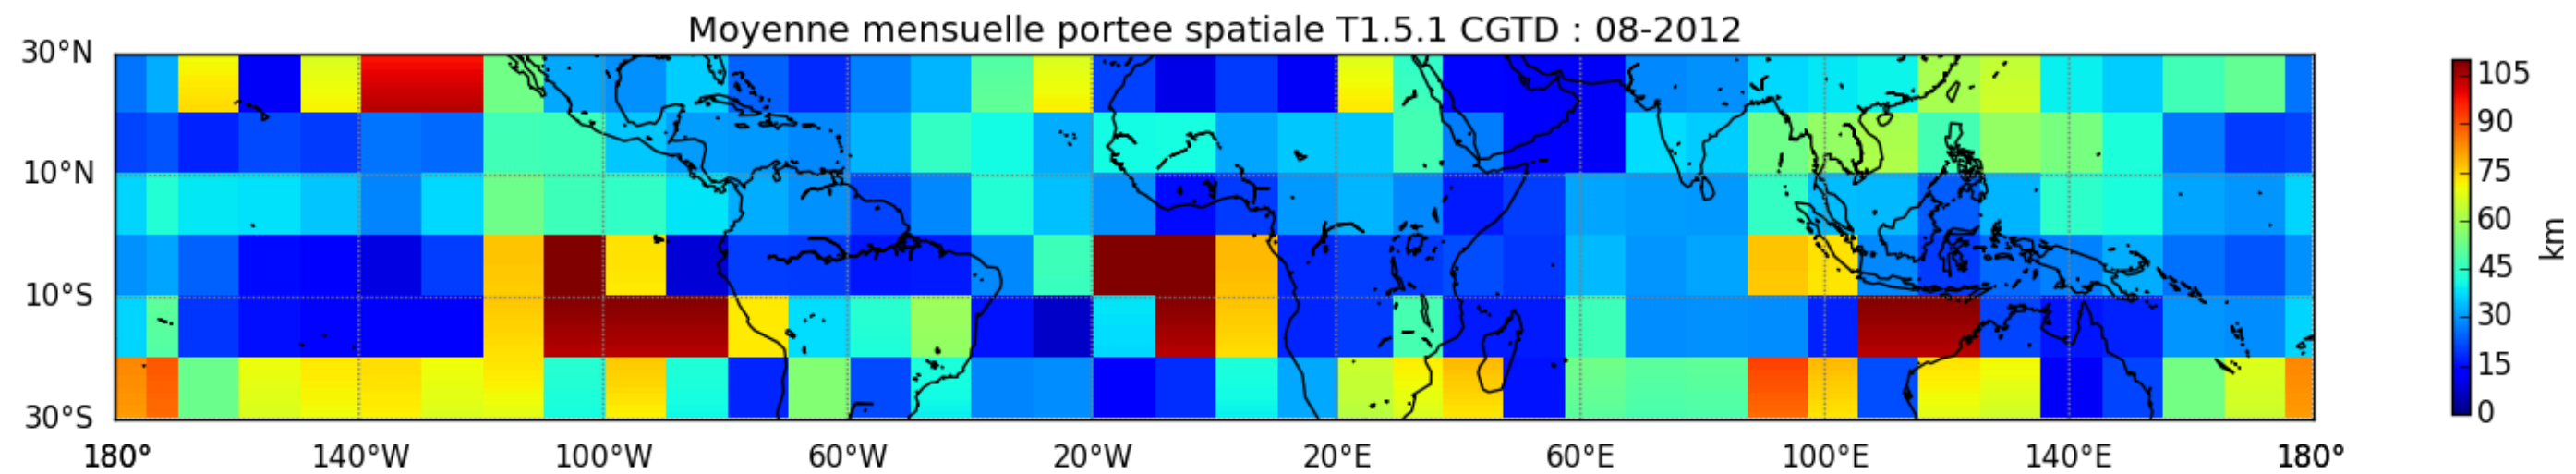 Moyenne mensuelle portee spatiale T1.5.1 CGTD : 08-2012
30°N
10°N
10°S
30°S
180° 140°W 100°W 60°W 20°W 20°E 60°E 100°E 140°E 180°
105
90
75
60
45
30
15
0
km